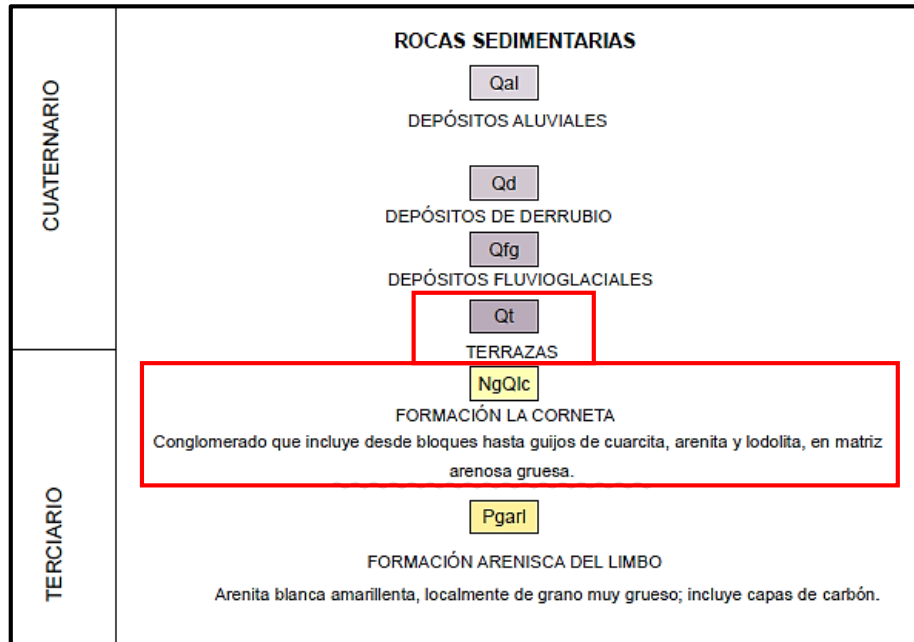 ROCAS SEDIMENTARIAS
CUATERNARIO
Qal
DEPÓSITOS ALUVIALES
Qd
DEPÓSITOS DE DERRUBIO
Qfg
DEPÓSITOS FLUVIOGLACIALES
Qt
TERRAZAS
TERCIARIO
NgQlc
FORMACIÓN LA CORNETA
Conglomerado que incluye desde bloques hasta guijos de cuarcita, arenita y lodolita, en matriz
arenosa gruesa.
Pgarl
FORMACIÓN ARENISCA DEL LIMBO
Arenita blanca amarillenta, localmente de grano muy grueso; incluye capas de carbón.